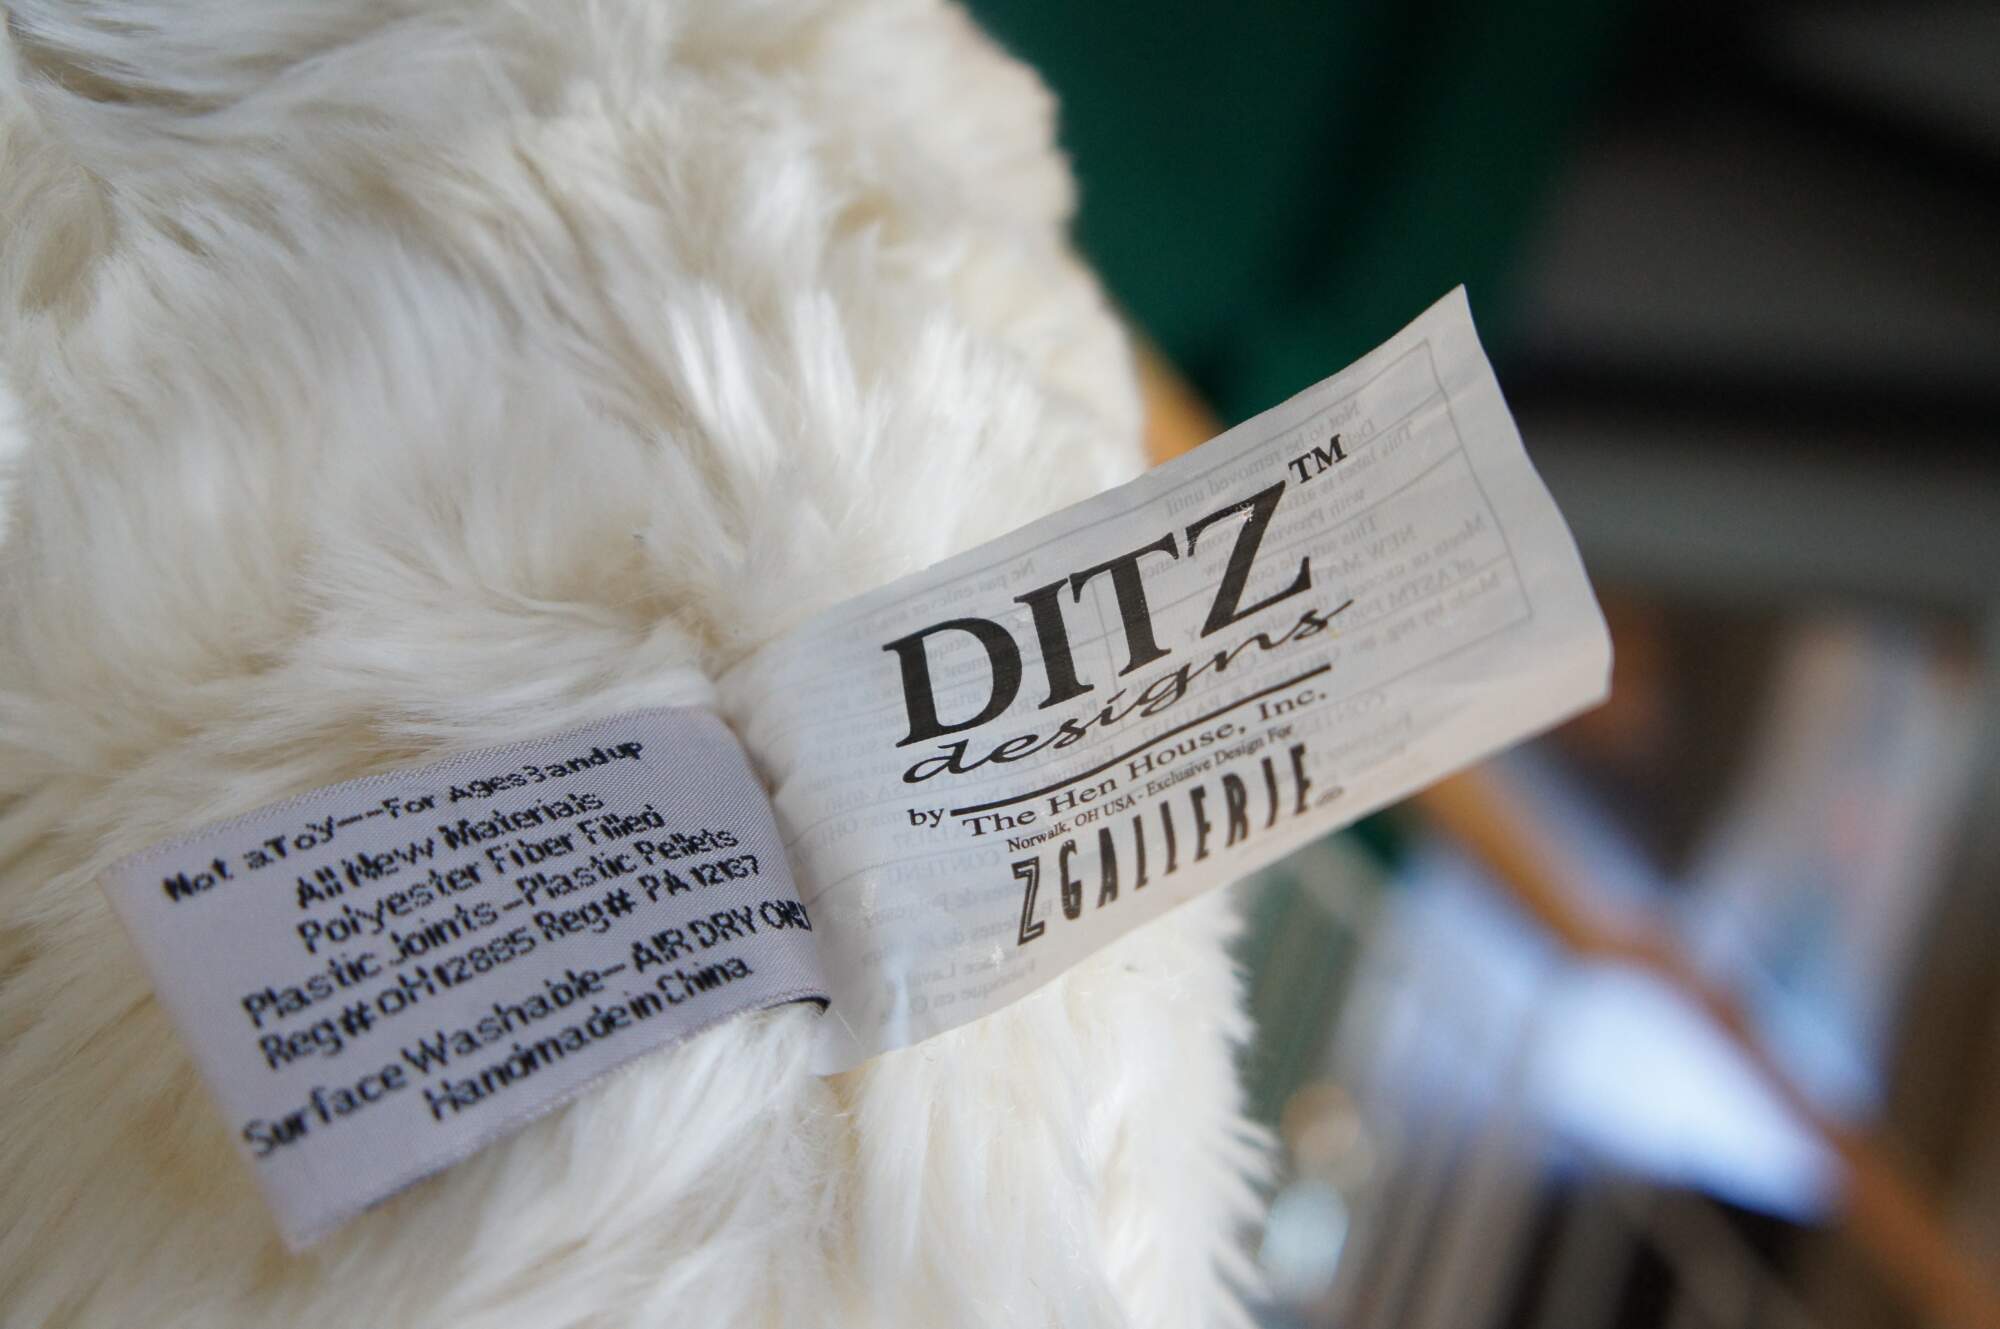 Not a Toy--For Ages 3 and up
All New Materials
Polyester Fiber Filled
Plastic Joints-Plastic Pellets
Reg# OH12885 Reg# PA 12137
Surface Washable- AIR DRY ONLY
Handmade in China
DITZ™
designs
by The Hen House, Inc.
Norwalk, OH USA - Exclusive Design For
Z GALLERIE